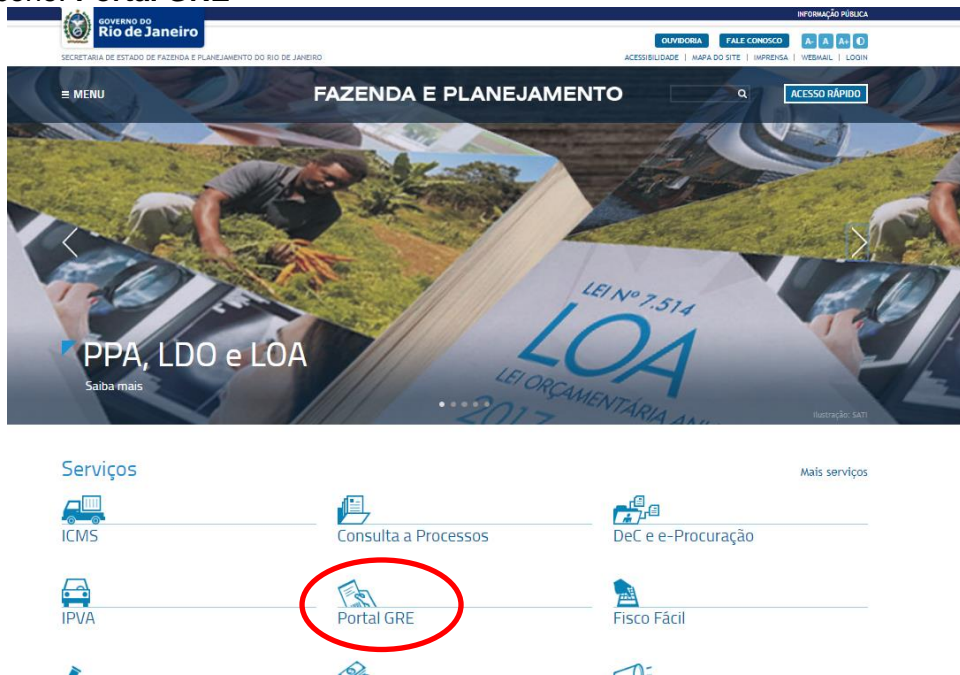 Portal GRE
INFORMAÇÃO PÚBLICA
GOVERNO DO
Rio de Janeiro
OUVIDORIA FALE CONOSCO A- A A+
SECRETARIA DE ESTADO DE FAZENDA E PLANEJAMENTO DO RIO DE JANEIRO
ACESSIBILIDADE | MAPA DO SITE | IMPRENSA | WEBMAIL | LOGIN
≡ MENU FAZENDA E PLANEJAMENTO ACESSO RÁPIDO
LEI Nº 7.514
LOA
LEI ORÇAMENTÁRIA
2017
PPA, LDO e LOA
Saiba mais
Ilustração: SATI
Serviços Mais serviços
ICMS Consulta a Processos DeC e e-Procuração
IPVA Portal GRE Fisco Fácil